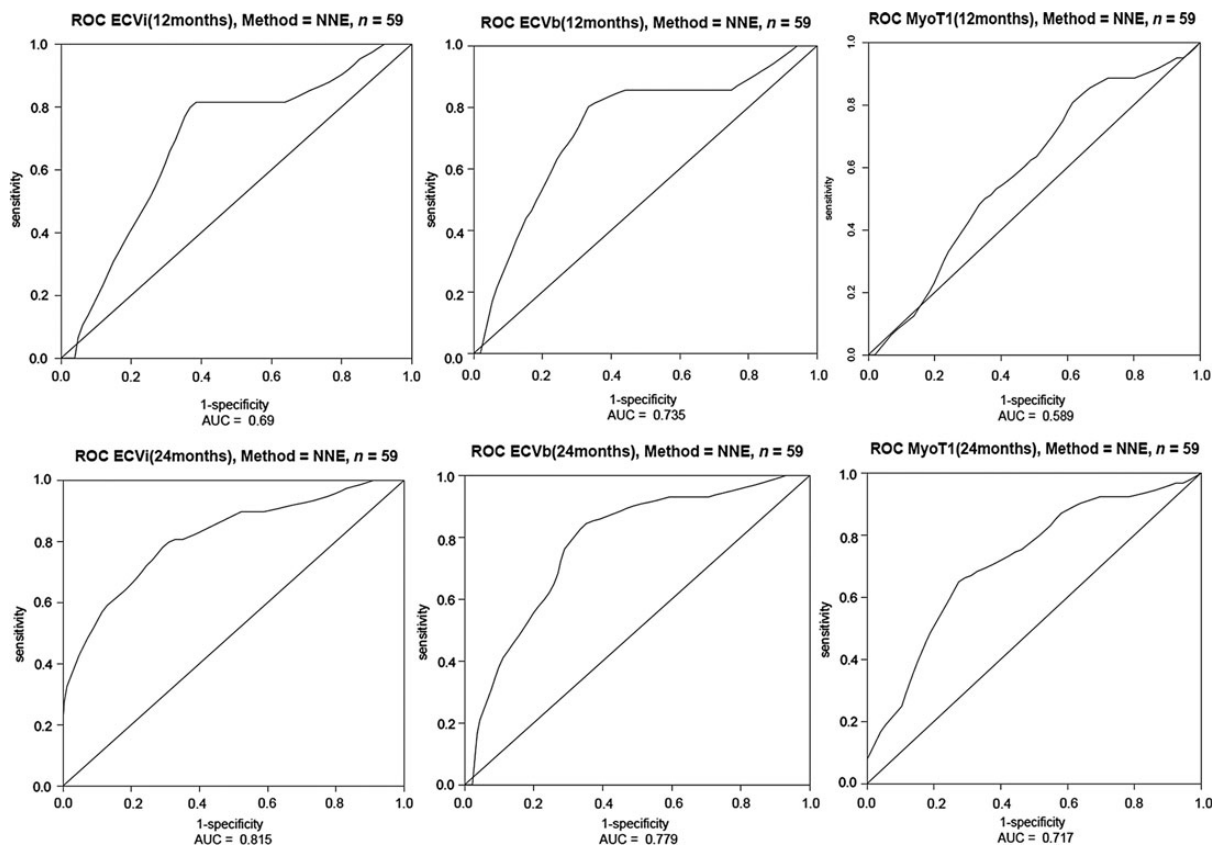 ROC ECVi(12months), Method = NNE, n = 59
1.0
0.8
0.6
0.4
0.2
0.0
sensitivity
0.0 0.2 0.4 0.6 0.8 1.0
1-specificity
AUC = 0.69
ROC ECVb(12months), Method = NNE, n = 59
1.0
0.8
0.6
0.4
0.2
0.0
sensitivity
0.0 0.2 0.4 0.6 0.8 1.0
1-specificity
AUC = 0.735
ROC MyoT1(12months), Method = NNE, n = 59
1.0
0.8
0.6
0.4
0.2
0.0
sensitivity
0.0 0.2 0.4 0.6 0.8 1.0
1-specificity
AUC = 0.589
ROC ECVi(24months), Method = NNE, n = 59
1.0
0.8
0.6
0.4
0.2
0.0
sensitivity
0.0 0.2 0.4 0.6 0.8 1.0
1-specificity
AUC = 0.815
ROC ECVb(24months), Method = NNE, n = 59
1.0
0.8
0.6
0.4
0.2
0.0
sensitivity
0.0 0.2 0.4 0.6 0.8 1.0
1-specificity
AUC = 0.779
ROC MyoT1(24months), Method = NNE, n = 59
1.0
0.8
0.6
0.4
0.2
0.0
sensitivity
0.0 0.2 0.4 0.6 0.8 1.0
1-specificity
AUC = 0.717